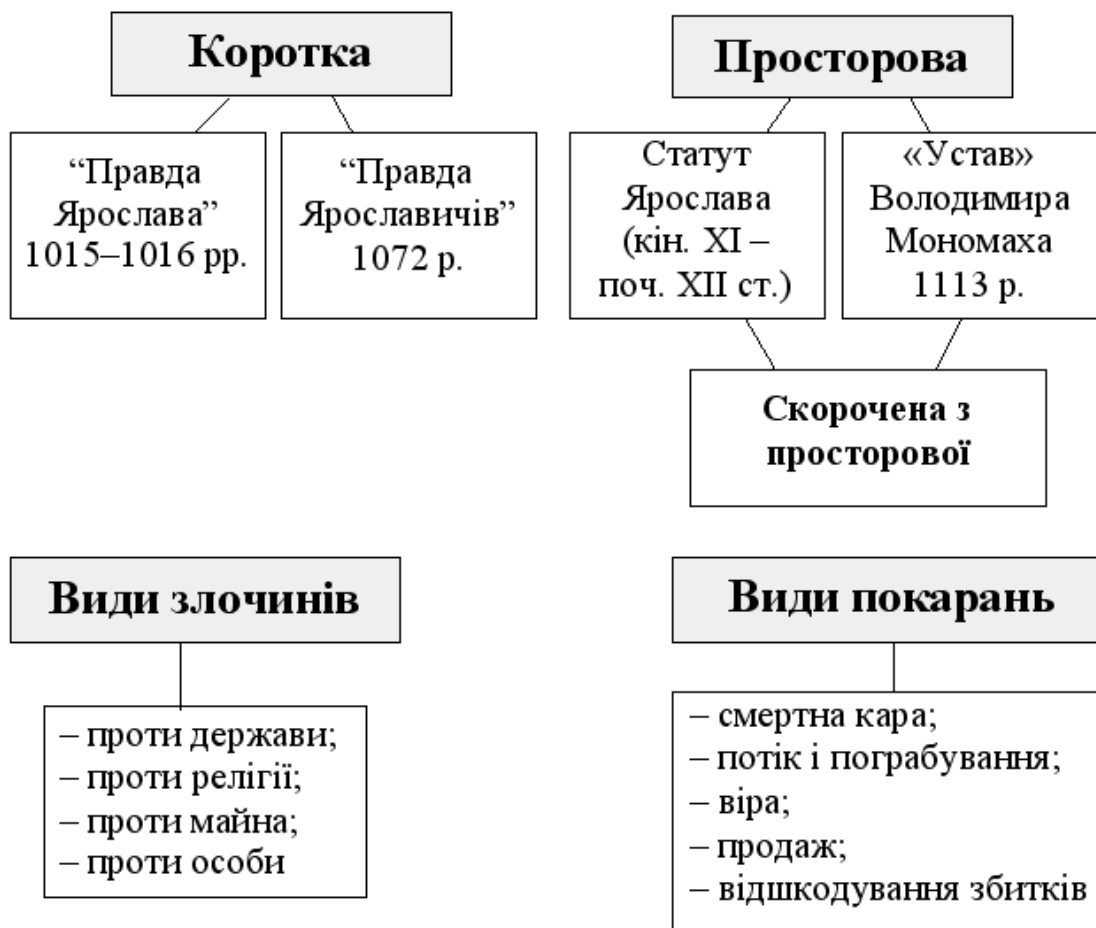 Коротка
“Правда
Ярослава”
1015–1016 рр.
“Правда
Ярославичів”
1072 р.
Просторова
Статут
Ярослава
(кін. XI –
поч. XII ст.)
«Устав»
Володимира
Мономаха
1113 р.
Скорочена з
просторової
Види злочинів
– проти держави;
– проти релігії;
– проти майна;
– проти особи
Види покарань
– смертна кара;
– потік і пограбування;
– віра;
– продаж;
– відшкодування збитків